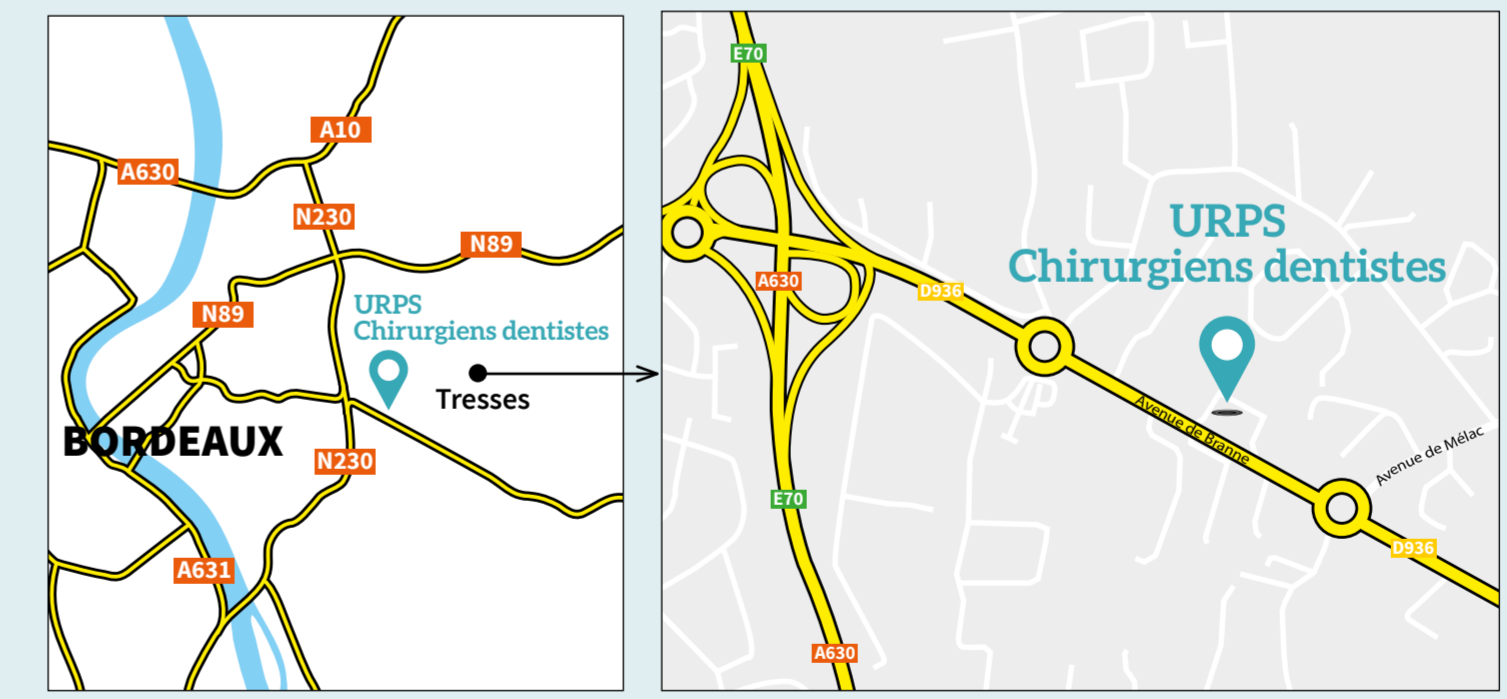 A10
A630
N230
N89
N89
URPS
Chirurgiens dentistes
Tresses
BORDEAUX
N230
A631
E70
URPS
Chirurgiens dentistes
A630
D936
Avenue de Branne
Avenue de Mélac
E70
D936
A630